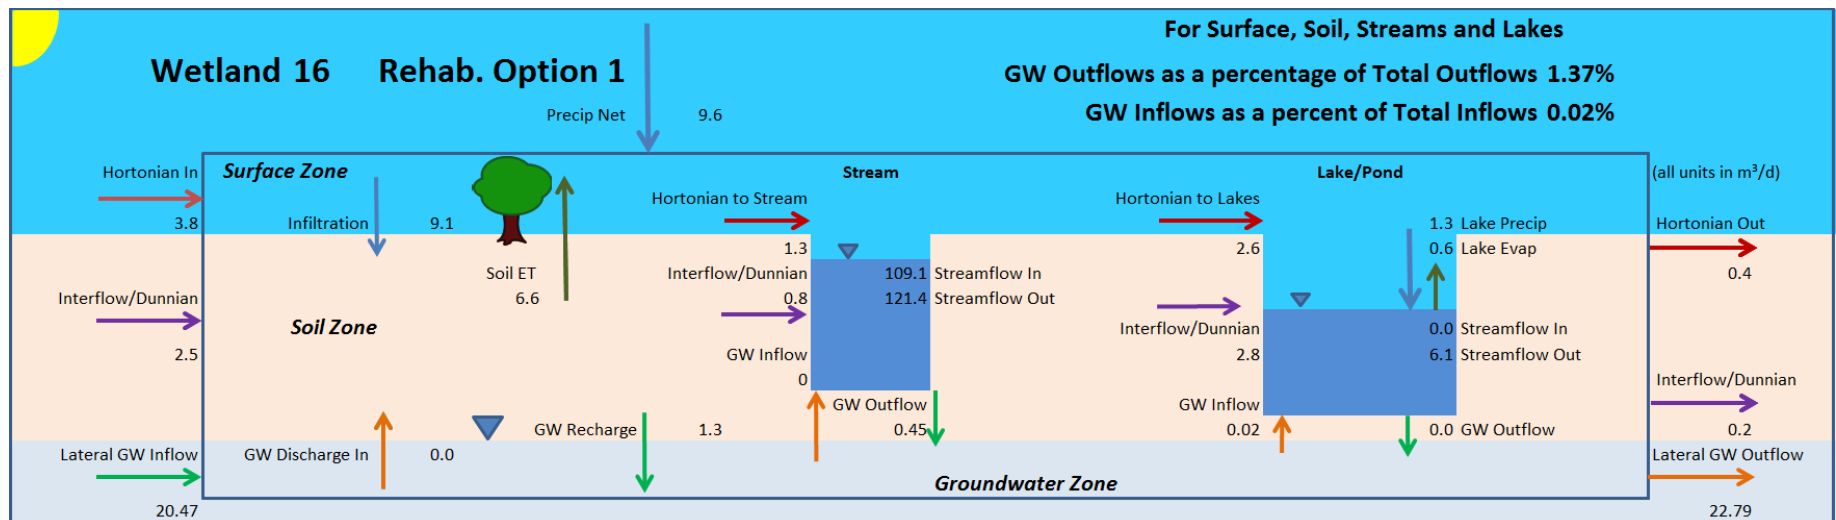 For Surface, Soil, Streams and Lakes
Wetland 16 Rehab. Option 1
GW Outflows as a percentage of Total Outflows 1.37%
GW Inflows as a percent of Total Inflows 0.02%
Precip Net 9.6
Hortonian In
Surface Zone
Stream
Lake/Pond
(all units in m³/d)
Hortonian to Stream
Hortonian to Lakes
3.8
Infiltration 9.1
1.3 Lake Precip
Hortonian Out
1.3
2.6
0.6 Lake Evap
Soil ET
Interflow/Dunnian
109.1 Streamflow In
0.4
Interflow/Dunnian
6.6
0.8
121.4 Streamflow Out
Soil Zone
Interflow/Dunnian
0.0 Streamflow In
2.5
GW Inflow
2.8
6.1 Streamflow Out
0
Interflow/Dunnian
GW Outflow
GW Inflow
GW Recharge 1.3
0.45
0.02
0.0 GW Outflow
0.2
Lateral GW Inflow
GW Discharge In 0.0
Lateral GW Outflow
Groundwater Zone
20.47
22.79